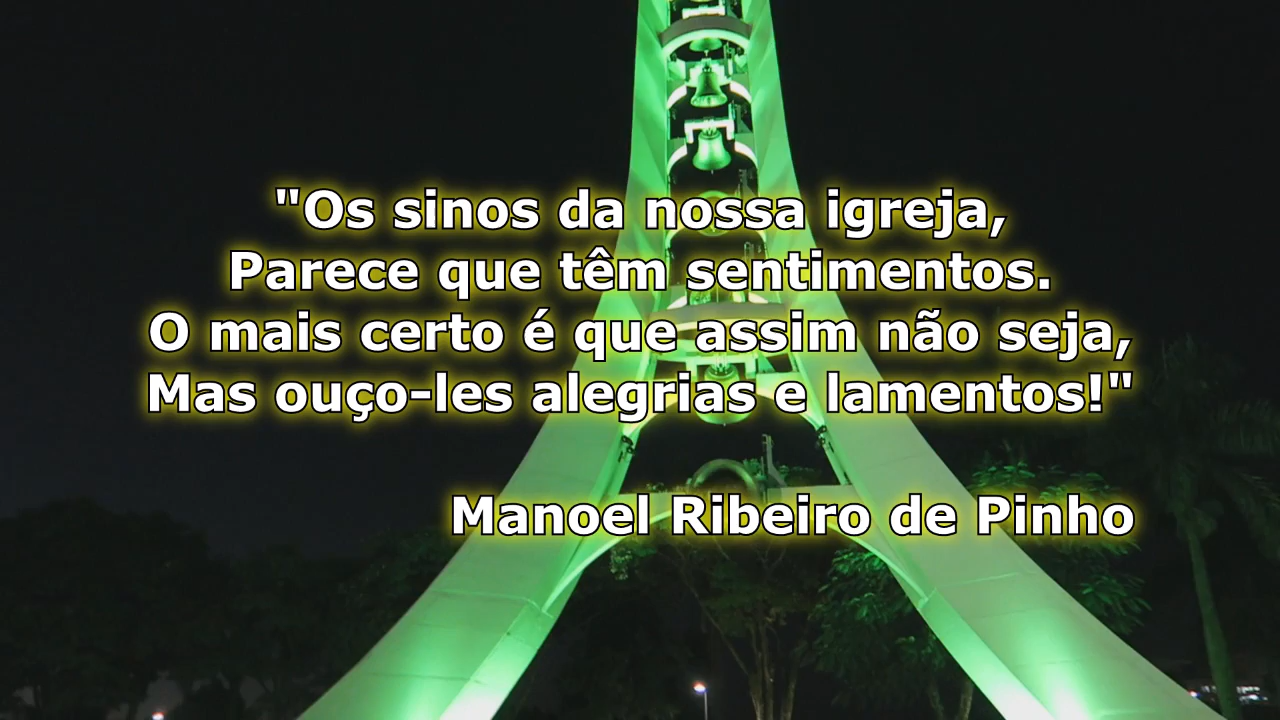 "Os sinos da nossa igreja,
Parece que têm sentimentos.
O mais certo é que assim não seja,
Mas ouço-les alegrias e lamentos!"
Manoel Ribeiro de Pinho